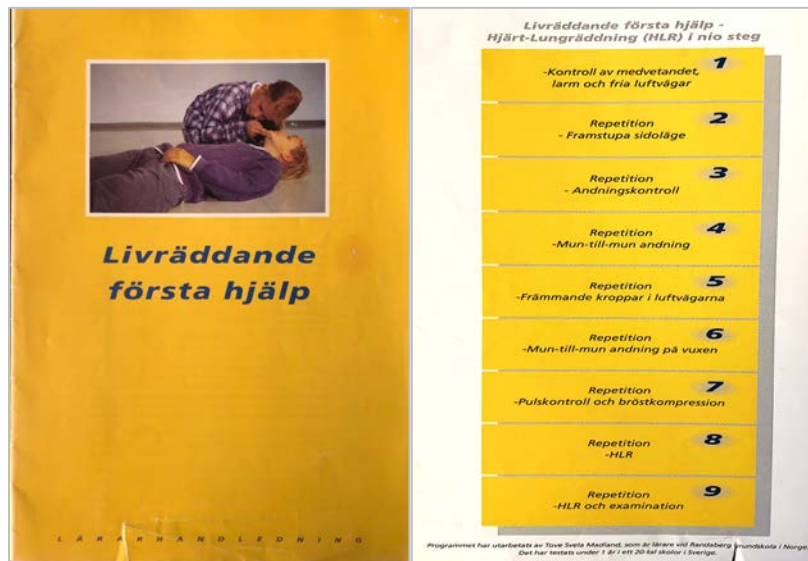 Livräddande
första hjälp
LÄRARHANDLEDNING
Livräddande första hjälp -
Hjärt-Lungräddning (HLR) i nio steg
1
-Kontroll av medvetandet,
larm och fria luftvägar
2
Repetition
- Framstupa sidoläge
3
Repetition
- Andningskontroll
4
Repetition
-Mun-till-mun andning
5
Repetition
-Främmande kroppar i luftvägarna
6
Repetition
-Mun-till-mun andning på vuxen
7
Repetition
-Pulskontroll och bröstkompression
8
Repetition
-HLR
9
Repetition
-HLR och examination
Programmet har utarbetats av Tove Svela Madland, som är lärare vid Randaberg grundskola i Norge.
Det har testats under 1 år i ett 20-tal skolor i Sverige.